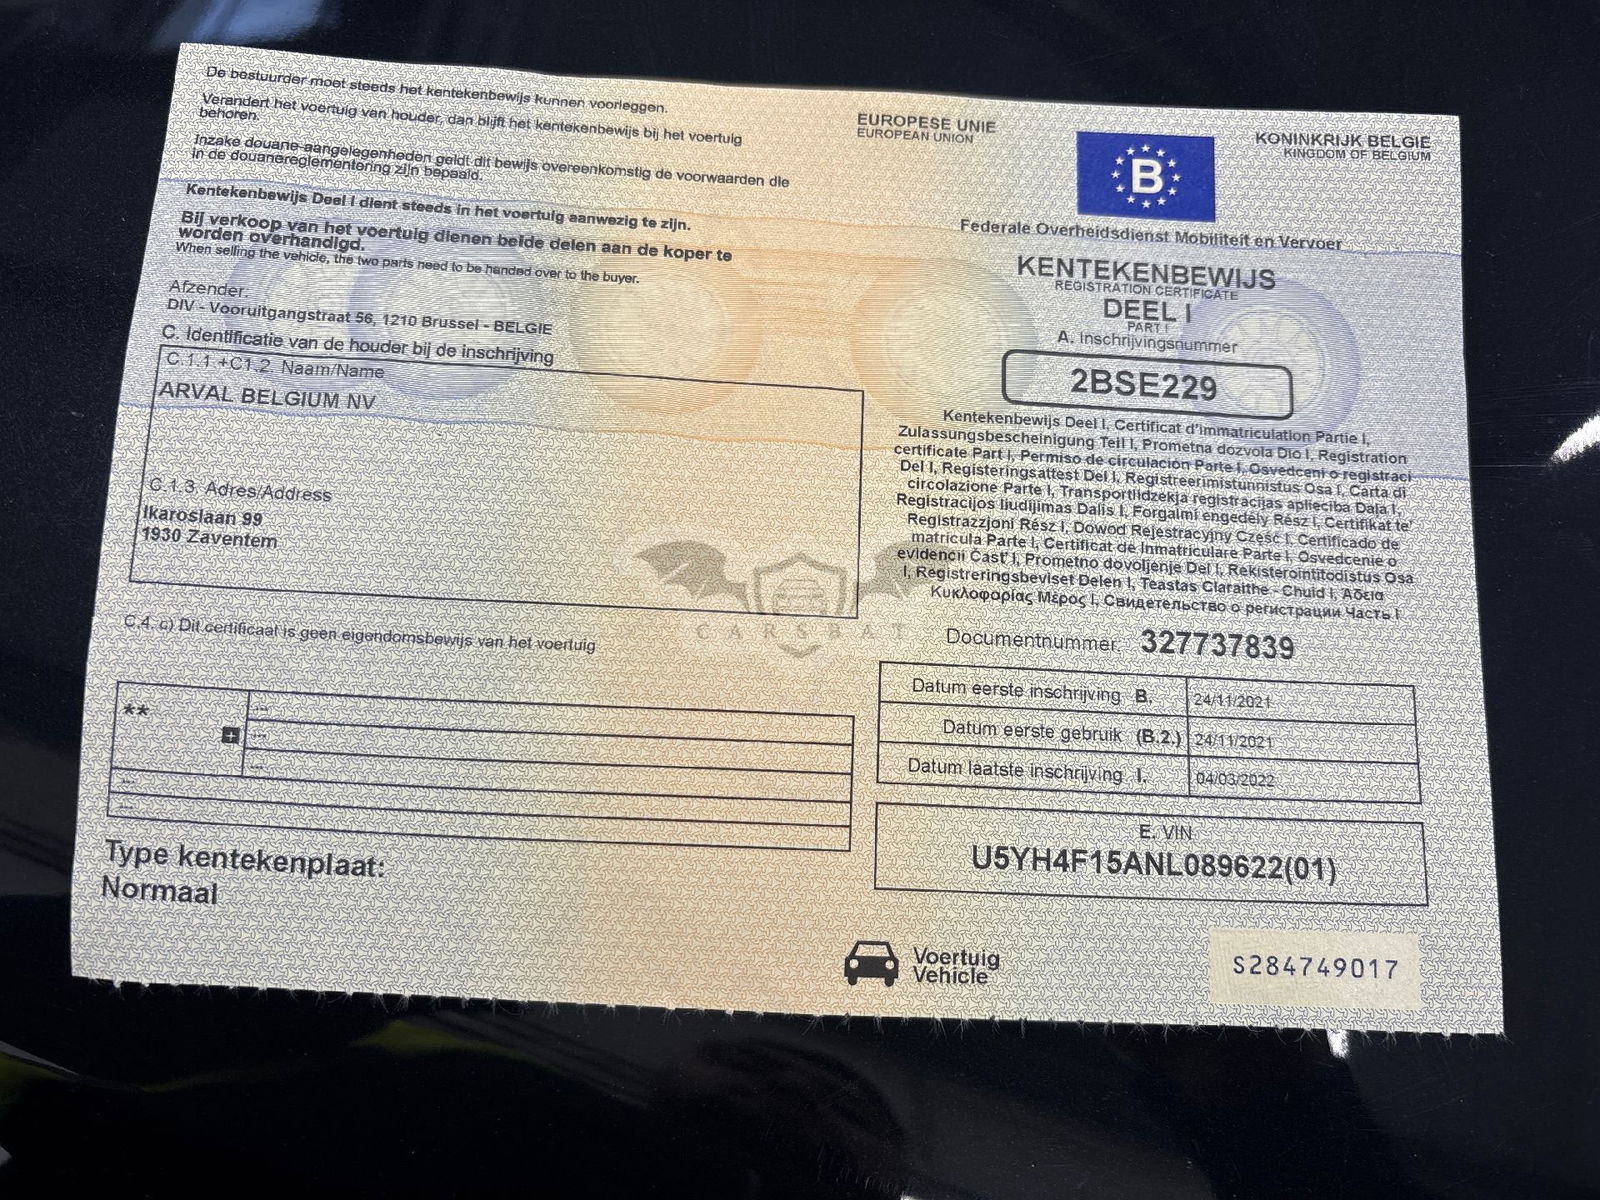 De bestuurder moet steeds het kentekenbewijs kunnen voorleggen.
Verandert het voertuig van houder, dan blijft het kentekenbewijs bij het voertuig
behoren.
Inzake douane-aangelegenheden geldt dit bewijs overeenkomstig de voorwaarden die
in de douanereglementering zijn bepaald.
Kentekenbewijs Deel I dient steeds in het voertuig aanwezig te zijn.
Bij verkoop van het voertuig dienen beide delen aan de koper te
worden overhandigd.
When selling the vehicle, the two parts need to be handed over to the buyer.
Afzender:
DIV - Vooruitgangstraat 56, 1210 Brussel - BELGIE
C. Identificatie van de houder bij de inschrijving
C.1.1 +C1.2. Naam/Name
ARVAL BELGIUM NV
C.1.3. Adres/Address
Ikaroslaan 99
1930 Zaventem
C.4. c) Dit certificaat is geen eigendomsbewijs van het voertuig
**
---
---
---
---
---
Type kentekenplaat:
Normaal
EUROPESE UNIE
EUROPEAN UNION
B
KONINKRIJK BELGIE
KINGDOM OF BELGIUM
Federale Overheidsdienst Mobiliteit en Vervoer
KENTEKENBEWIJS
REGISTRATION CERTIFICATE
DEEL I
PART I
A. Inschrijvingsnummer
2BSE229
Kentekenbewijs Deel I, Certificat d'immatriculation Partie I,
Zulassungsbescheinigung Teil I, Prometna dozvola Dio I, Registration
certificate Part I, Permiso de circulación Parte I, Osvedceni o registraci
Del I, Registeringsattest Del I, Registreerimistunnistus Osa I, Carta di
circolazione Parte I, Transportlidzekja registracijas apliecība Daļa I,
Registracijos liudijimas Dalis I, Forgalmi engedély Rész I, Certifikat ta'
Registrazzjoni Rész I, Dowod Rejestracyjny Część I, Certificado de
matricula Parte I, Certificat de Inmatriculare Parte I, Osvedcenie o
evidencii Časť I, Prometno dovoljenje Del I, Rekisterointitodistus Osa
I, Registreringsbeviset Delen I, Teastas Claraithe - Chuid I, Άδεια
Κυκλοφορίας Μέρος I, Свидетельство о регистрации Часть I
Documentnummer: 327737839
Datum eerste inschrijving B. 24/11/2021
Datum eerste gebruik (B.2.) 24/11/2021
Datum laatste inschrijving I. 04/03/2022
E. VIN
U5YH4F15ANL089622(01)
Voertuig
Vehicle
S284749017
CARSBAT